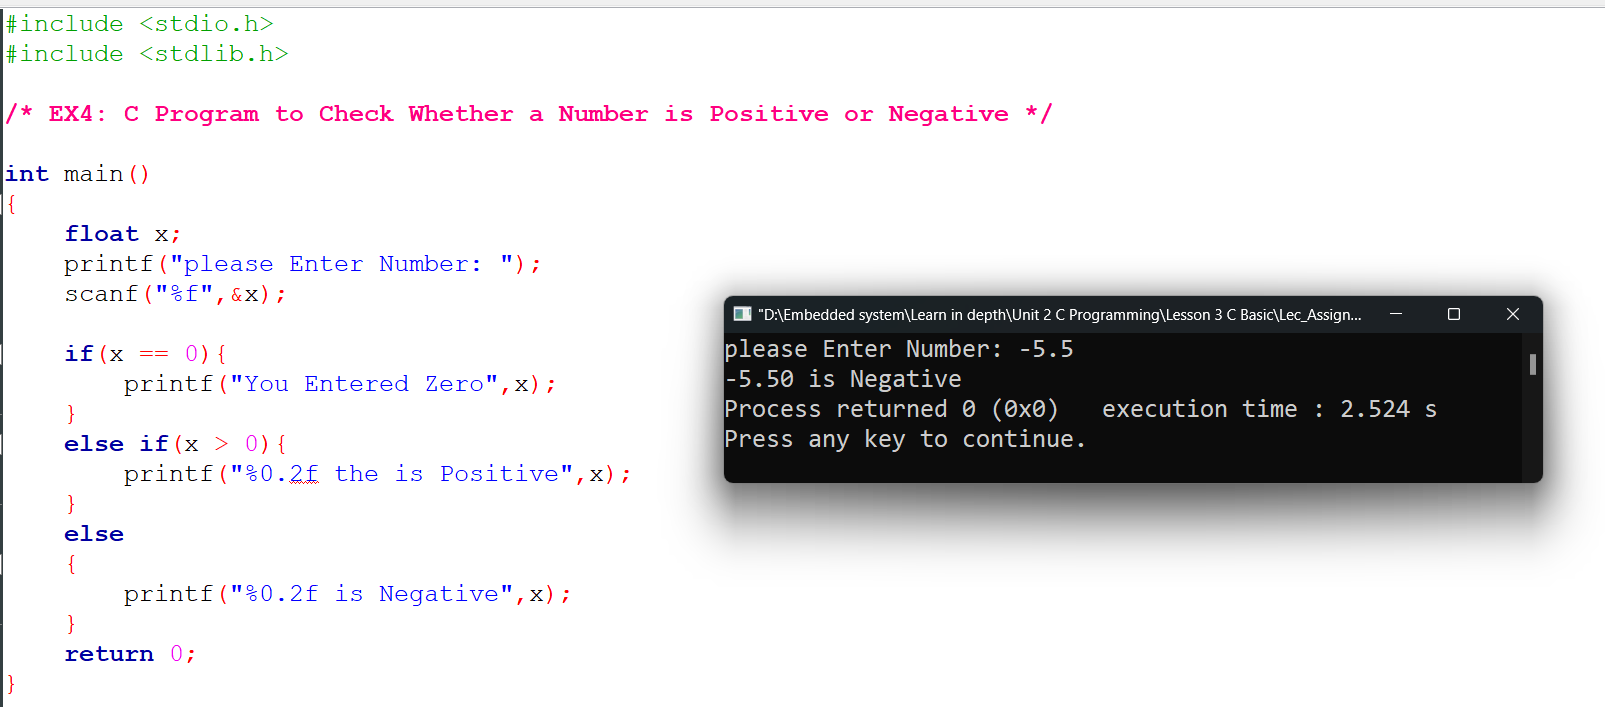 #include <stdio.h>
#include <stdlib.h>
/* EX4: C Program to Check Whether a Number is Positive or Negative */
int main()
{
float x;
printf("please Enter Number: ");
scanf("%f",&x);
if(x == 0){
printf("You Entered Zero",x);
}
else if(x > 0){
printf("%0.2f the is Positive",x);
}
else
{
printf("%0.2f is Negative",x);
}
return 0;
}
"D:\Embedded system\Learn in depth\Unit 2 C Programming\Lesson 3 C Basic\Lec_Assign...
please Enter Number: -5.5
-5.50 is Negative
Process returned 0 (0x0)   execution time : 2.524 s
Press any key to continue.